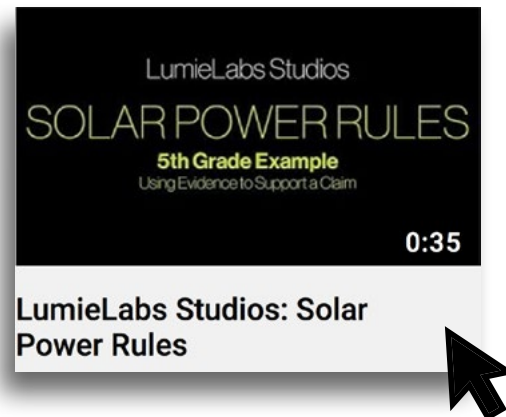 LumieLabs Studios
SOLAR POWER RULES
5th Grade Example
Using Evidence to Support a Claim
0:35
LumieLabs Studios: Solar
Power Rules